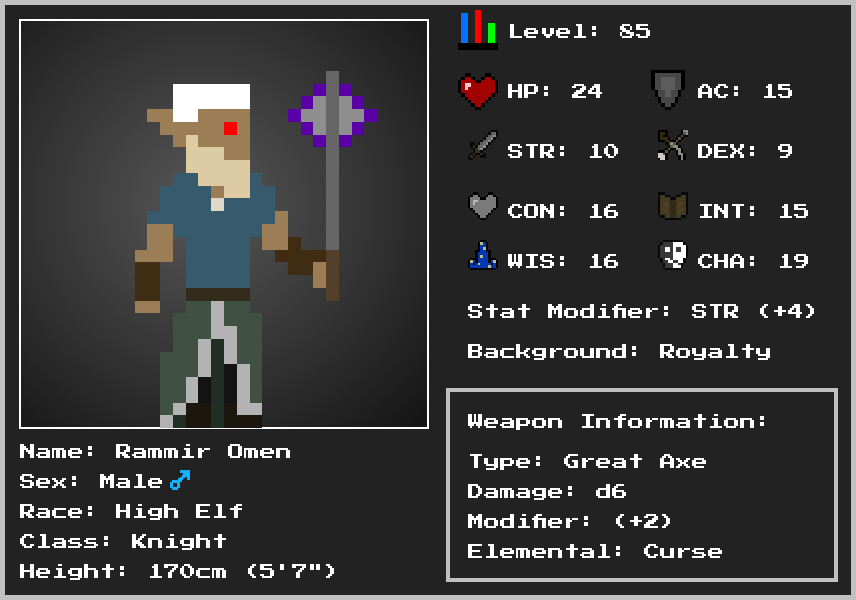 Level: 85
HP: 24
AC: 15
STR: 10
DEX: 9
CON: 16
INT: 15
WIS: 16
CHA: 19
Stat Modifier: STR (+4)
Background: Royalty
Weapon Information:
Type: Great Axe
Damage: d6
Modifier: (+2)
Elemental: Curse
Name: Rammir Omen
Sex: Male♂
Race: High Elf
Class: Knight
Height: 170cm (5'7")